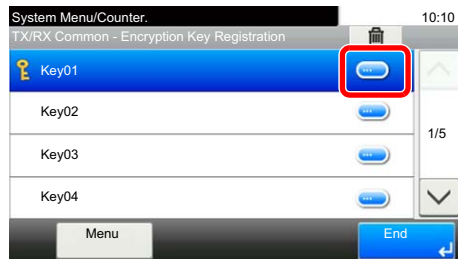 System Menu/Counter. 10:10
TX/RX Common - Encryption Key Registration
Key01
Key02
1/5
Key03
Key04
Menu End